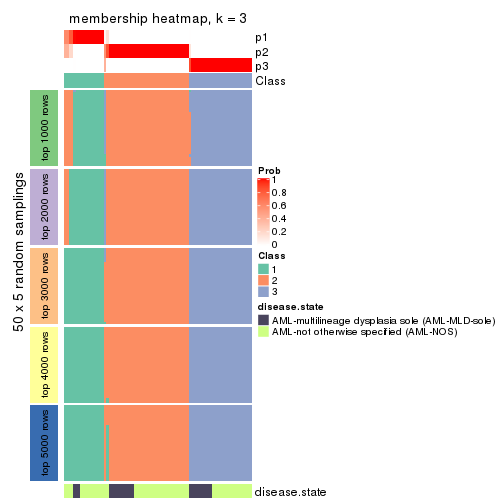 membership heatmap, k = 3
p1
p2
p3
Class
50 x 5 random samplings
top 1000 rows
top 2000 rows
top 3000 rows
top 4000 rows
top 5000 rows
Prob
1
0.8
0.6
0.4
0.2
0
Class
1
2
3
disease.state
AML-multilineage dysplasia sole (AML-MLD-sole)
AML-not otherwise specified (AML-NOS)
disease.state